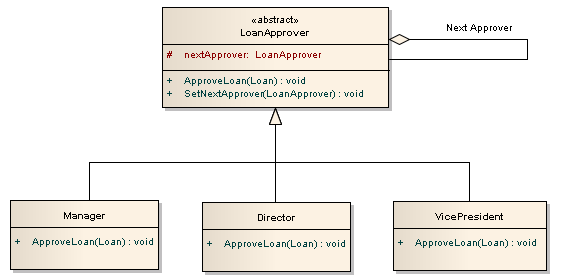 «abstract»
LoanApprover
Next Approver
# nextApprover: LoanApprover
+ ApproveLoan(Loan) : void
+ SetNextApprover(LoanApprover) : void
Manager
+ ApproveLoan(Loan) : void
Director
+ ApproveLoan(Loan) : void
VicePresident
+ ApproveLoan(Loan) : void